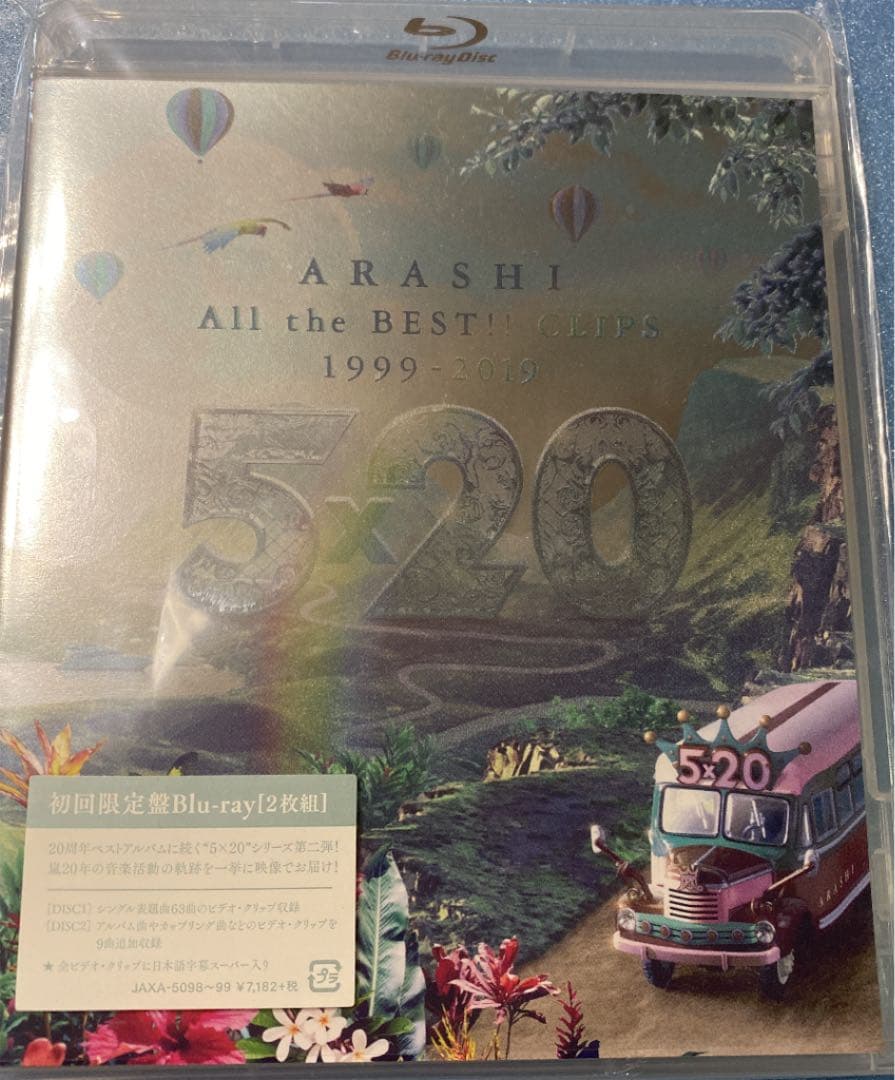 Blu-ray Disc
ARASHI
All the BEST!! CLIPS
1999-2019
5×20
5×20
ARASHI
初回限定盤Blu-ray[2枚組]
20周年ベストアルバムに続く“5×20”シリーズ第二弾!
嵐20年の音楽活動の軌跡を一挙に映像でお届け!
[DISC1] シングル表題曲63曲のビデオ・クリップ収録
[DISC2] アルバム曲やカップリング曲などのビデオ・クリップを
9曲追加収録
★ 全ビデオ・クリップに日本語字幕スーパー入り
JAXA-5098~99 ¥7,182+税
プラ